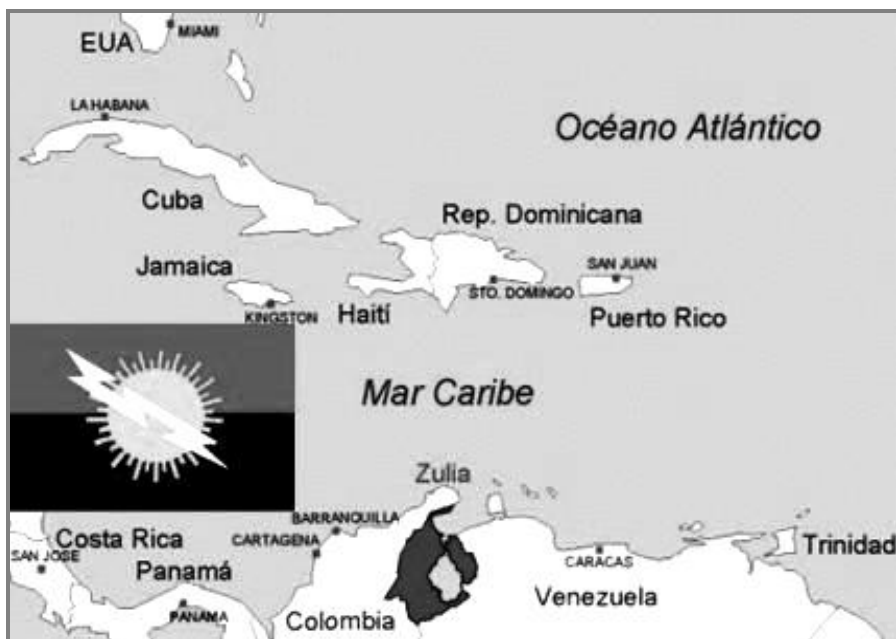 EUA
MIAMI
LA HABANA
Océano Atlántico
Cuba
Rep. Dominicana
Jamaica
SAN JUAN
STO. DOMINGO
KINGSTON
Haití
Puerto Rico
Mar Caribe
Zulia
BARRANQUILLA
Costa Rica
CARTAGENA
SAN JOSE
CARACAS
Trinidad
Panamá
PANAMA
Colombia
Venezuela